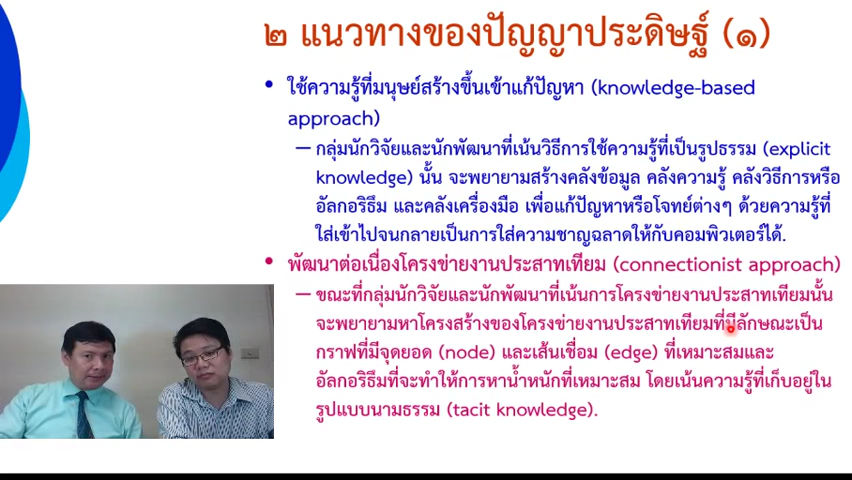 ๒ แนวทางของปัญญาประดิษฐ์ (๑)
• ใช้ความรู้ที่มนุษย์สร้างขึ้นเข้าแก้ปัญหา (knowledge-based
approach)
– กลุ่มนักวิจัยและนักพัฒนาที่เน้นวิธีการใช้ความรู้ที่เป็นรูปธรรม (explicit
knowledge) นั้น จะพยายามสร้างคลังข้อมูล คลังความรู้ คลังวิธีการหรือ
อัลกอริธึม และคลังเครื่องมือ เพื่อแก้ปัญหาหรือโจทย์ต่างๆ ด้วยความรู้ที่
ใส่เข้าไปจนกลายเป็นการใส่ความชาญฉลาดให้กับคอมพิวเตอร์ได้.
• พัฒนาต่อเนื่องโครงข่ายงานประสาทเทียม (connectionist approach)
– ขณะที่กลุ่มนักวิจัยและนักพัฒนาที่เน้นการโครงข่ายงานประสาทเทียมนั้น
จะพยายามหาโครงสร้างของโครงข่ายงานประสาทเทียมที่มีลักษณะเป็น
กราฟที่มีจุดยอด (node) และเส้นเชื่อม (edge) ที่เหมาะสมและ
อัลกอริธึมที่จะทำให้การหาน้ำหนักที่เหมาะสม โดยเน้นความรู้ที่เก็บอยู่ใน
รูปแบบนามธรรม (tacit knowledge).